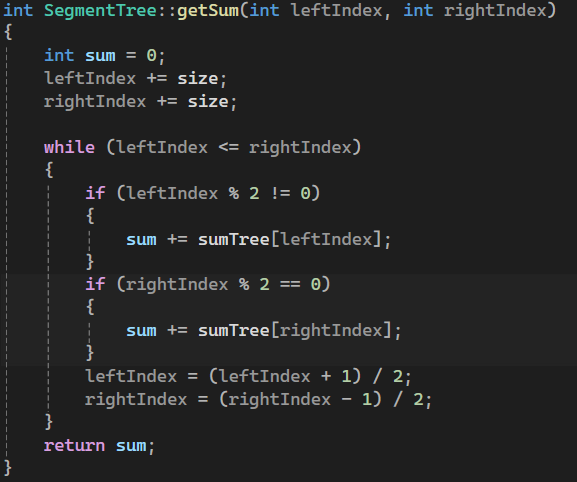 int SegmentTree::getSum(int leftIndex, int rightIndex)
{
    int sum = 0;
    leftIndex += size;
    rightIndex += size;

    while (leftIndex <= rightIndex)
    {
        if (leftIndex % 2 != 0)
        {
            sum += sumTree[leftIndex];
        }
        if (rightIndex % 2 == 0)
        {
            sum += sumTree[rightIndex];
        }
        leftIndex = (leftIndex + 1) / 2;
        rightIndex = (rightIndex - 1) / 2;
    }
    return sum;
}